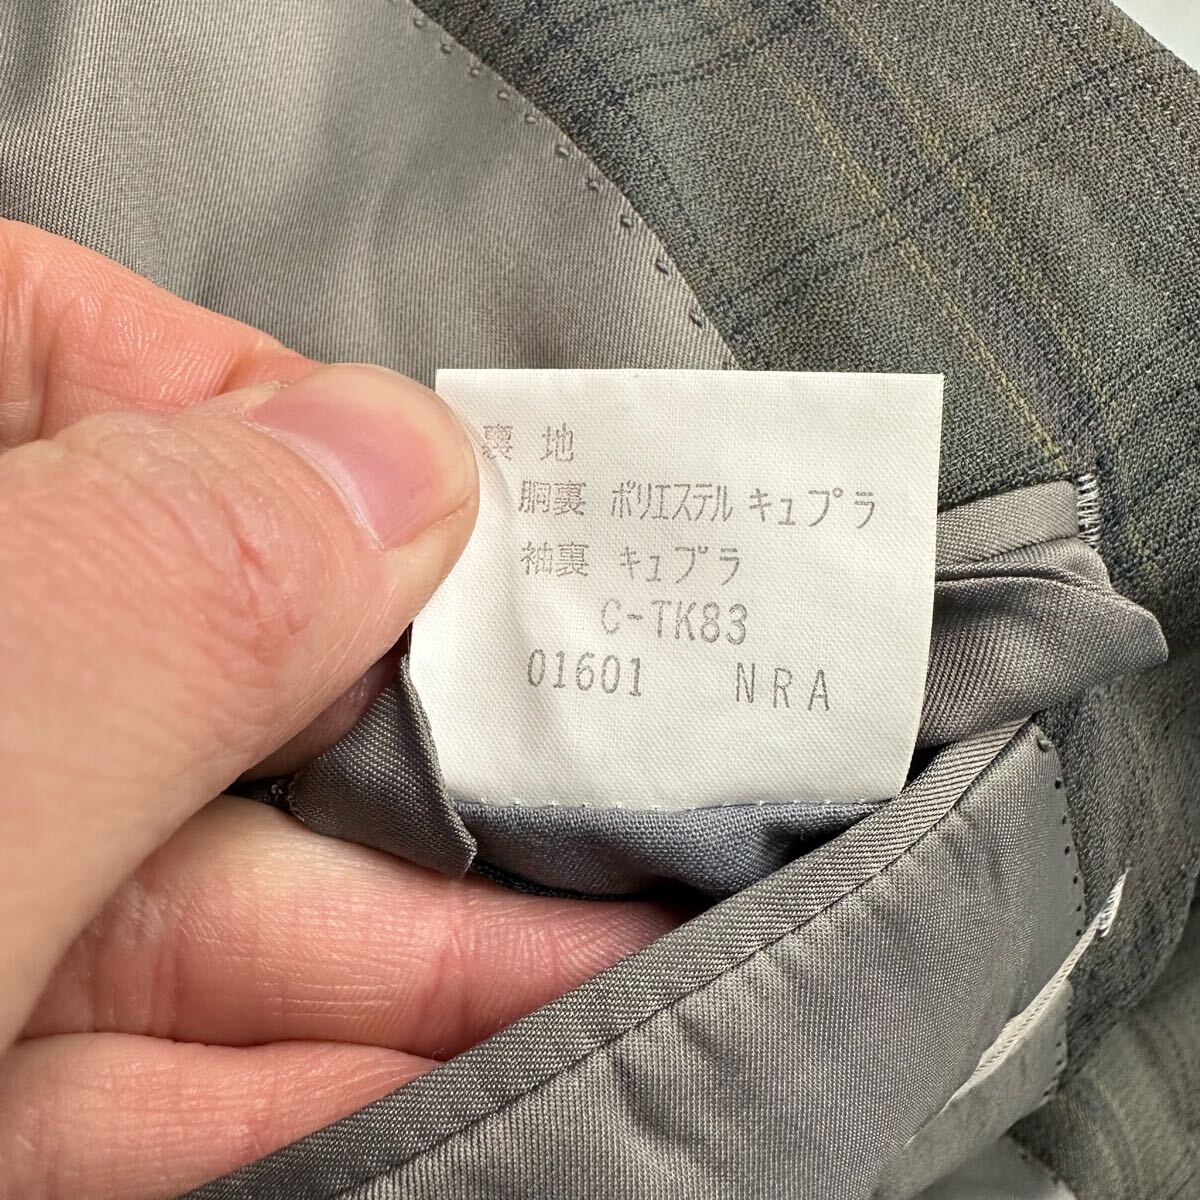 裏地
胴裏 ポリエステル キュプラ
袖裏 キュプラ
C-TK83
01601 NRA